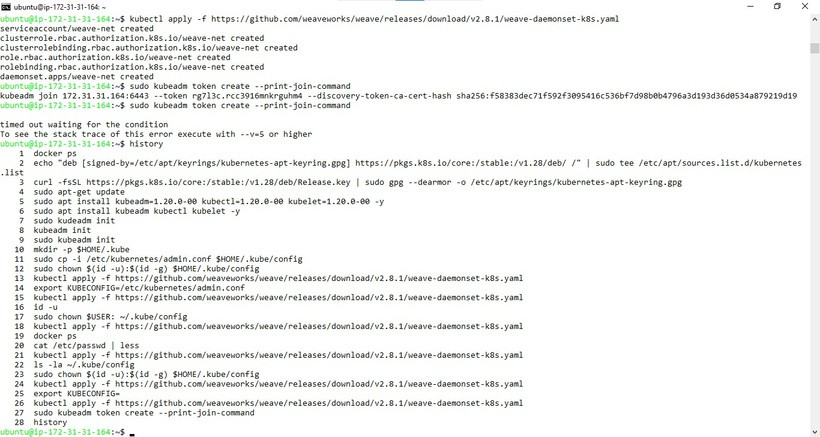 ubuntu@ip-172-31-31-164: ~
ubuntu@ip-172-31-31-164:~$ kubectl apply -f https://github.com/weaveworks/weave/releases/download/v2.8.1/weave-daemonset-k8s.yaml
serviceaccount/weave-net created
clusterrole.rbac.authorization.k8s.io/weave-net created
clusterrolebinding.rbac.authorization.k8s.io/weave-net created
role.rbac.authorization.k8s.io/weave-net created
rolebinding.rbac.authorization.k8s.io/weave-net created
daemonset.apps/weave-net created
ubuntu@ip-172-31-31-164:~$ sudo kubeadm token create --print-join-command
kubeadm join 172.31.31.164:6443 --token rg713c.rcc3916mnkrguhm4 --discovery-token-ca-cert-hash sha256:f58383dec71f592f3095416c536bf7d98b0b4796a3d193d36d0534a879219d19
ubuntu@ip-172-31-31-164:~$ sudo kubeadm token create --print-join-command
timed out waiting for the condition
To see the stack trace of this error execute with --v=5 or higher
ubuntu@ip-172-31-31-164:~$ history
1 docker ps
2 echo "deb [signed-by=/etc/apt/keyrings/kubernetes-apt-keyring.gpg] https://pkgs.k8s.io/core:/stable:/v1.28/deb/ /" | sudo tee /etc/apt/sources.list.d/kubernetes
.list
3 curl -fsSL https://pkgs.k8s.io/core:/stable:/v1.28/deb/Release.key | sudo gpg --dearmor -o /etc/apt/keyrings/kubernetes-apt-keyring.gpg
4 sudo apt-get update
5 sudo apt install kubeadm=1.20.0-00 kubectl=1.20.0-00 kubelet=1.20.0-00 -y
6 sudo apt install kubeadm kubectl kubelet -y
7 sudo kudeadm init
8 kubeadm init
9 sudo kubeadm init
10 mkdir -p $HOME/.kube
11 sudo cp -i /etc/kubernetes/admin.conf $HOME/.kube/config
12 sudo chown $(id -u):$(id -g) $HOME/.kube/config
13 kubectl apply -f https://github.com/weaveworks/weave/releases/download/v2.8.1/weave-daemonset-k8s.yaml
14 export KUBECONFIG=/etc/kubernetes/admin.conf
15 kubectl apply -f https://github.com/weaveworks/weave/releases/download/v2.8.1/weave-daemonset-k8s.yaml
16 id -u
17 sudo chown $USER: ~/.kube/config
18 kubectl apply -f https://github.com/weaveworks/weave/releases/download/v2.8.1/weave-daemonset-k8s.yaml
19 docker ps
20 cat /etc/passwd | less
21 kubectl apply -f https://github.com/weaveworks/weave/releases/download/v2.8.1/weave-daemonset-k8s.yaml
22 ls -la ~/.kube/config
23 sudo chown $(id -u):$(id -g) $HOME/.kube/config
24 kubectl apply -f https://github.com/weaveworks/weave/releases/download/v2.8.1/weave-daemonset-k8s.yaml
25 export KUBECONFIG=
26 kubectl apply -f https://github.com/weaveworks/weave/releases/download/v2.8.1/weave-daemonset-k8s.yaml
27 sudo kubeadm token create --print-join-command
28 history
ubuntu@ip-172-31-31-164:~$